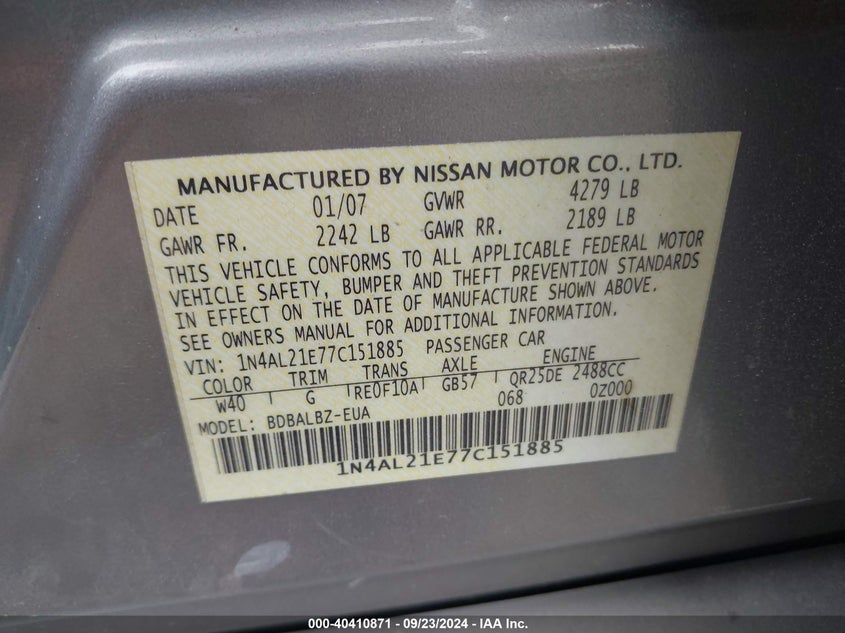 MANUFACTURED BY NISSAN MOTOR CO., LTD.
DATE 01/07 GVWR 4279 LB
GAWR FR. 2242 LB GAWR RR. 2189 LB
THIS VEHICLE CONFORMS TO ALL APPLICABLE FEDERAL MOTOR
VEHICLE SAFETY, BUMPER AND THEFT PREVENTION STANDARDS
IN EFFECT ON THE DATE OF MANUFACTURE SHOWN ABOVE.
SEE OWNERS MANUAL FOR ADDITIONAL INFORMATION.
VIN: 1N4AL21E77C151885 PASSENGER CAR
COLOR TRIM TRANS AXLE ENGINE
W40 G RE0F10A GB57 QR25DE 2488CC
068 0Z000
MODEL: BDBALBZ-EUA
1N4AL21E77C151885
000-40410871 - 09/23/2024 - IAA Inc.